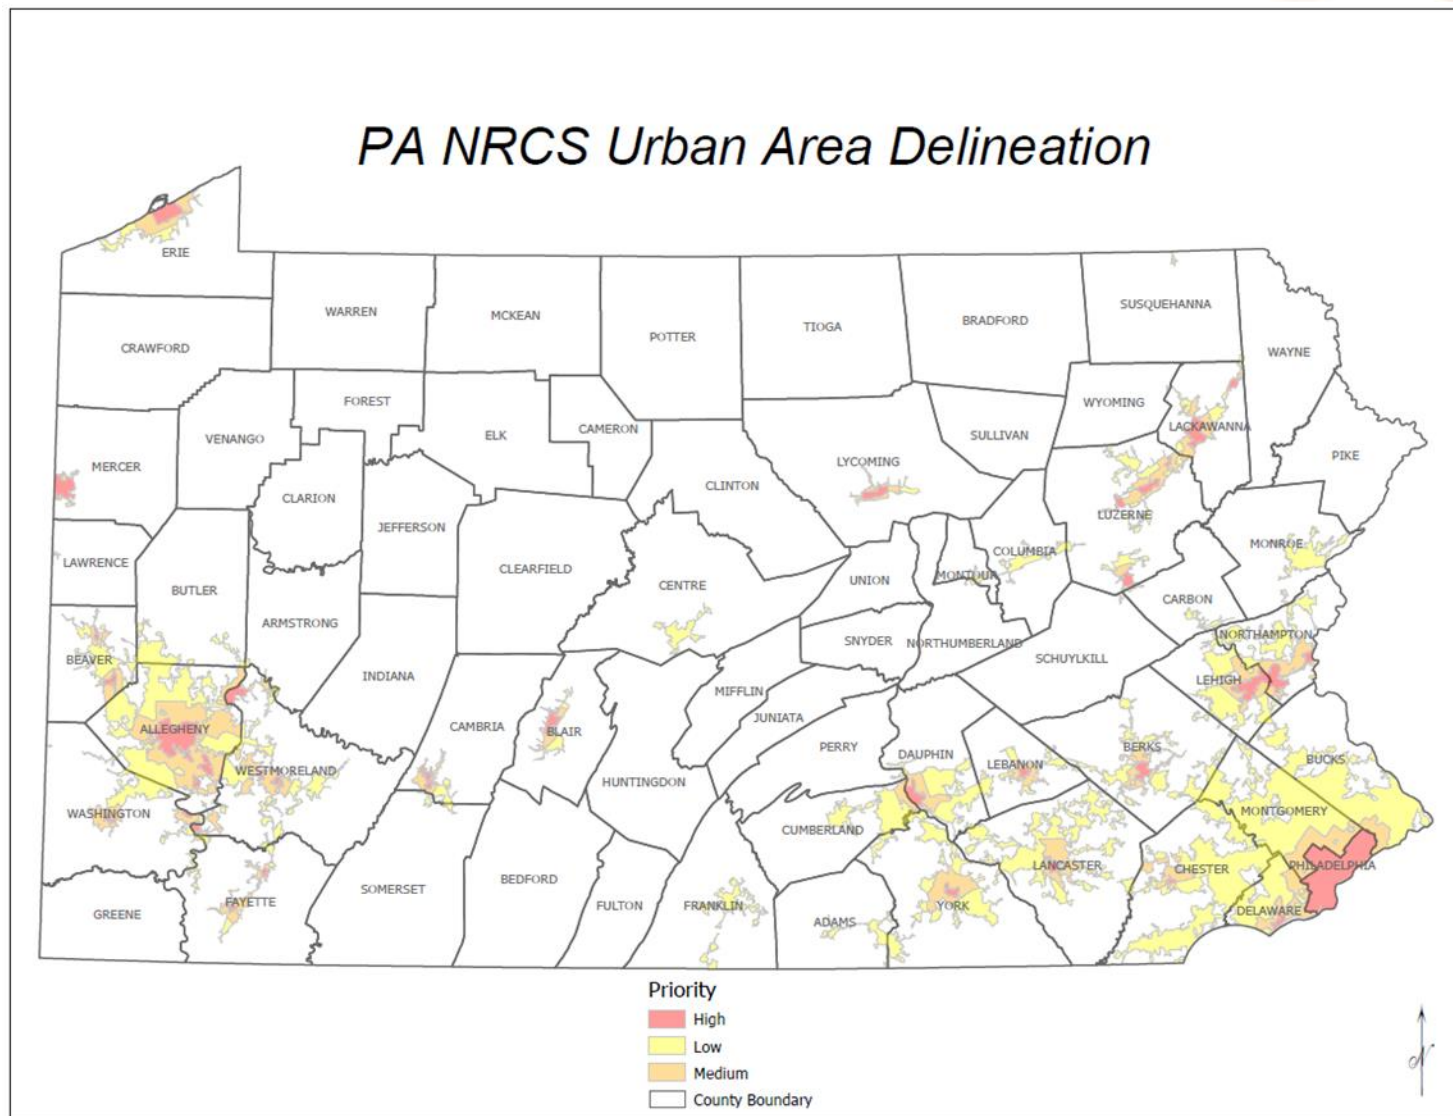 PA NRCS Urban Area Delineation
ERIE
WARREN
MCKEAN
POTTER
TIOGA
BRADFORD
SUSQUEHANNA
WAYNE
CRAWFORD
FOREST
CAMERON
ELK
VENANGO
MERCER
CLARION
JEFFERSON
CLINTON
LYCOMING
SULLIVAN
WYOMING
LACKAWANNA
PIKE
LUZERNE
COLUMBIA
MONTOUR
MONROE
LAWRENCE
BUTLER
ARMSTRONG
CLEARFIELD
CENTRE
UNION
SNYDER
NORTHUMBERLAND
CARBON
SCHUYLKILL
NORTHAMPTON
LEHIGH
BEAVER
ALLEGHENY
INDIANA
CAMBRIA
BLAIR
MIFFLIN
JUNIATA
PERRY
DAUPHIN
LEBANON
BERKS
BUCKS
WESTMORELAND
HUNTINGDON
WASHINGTON
CUMBERLAND
LANCASTER
MONTGOMERY
CHESTER
PHILADELPHIA
DELAWARE
GREENE
FAYETTE
SOMERSET
BEDFORD
FULTON
FRANKLIN
ADAMS
YORK
Priority
High
Low
Medium
County Boundary
N